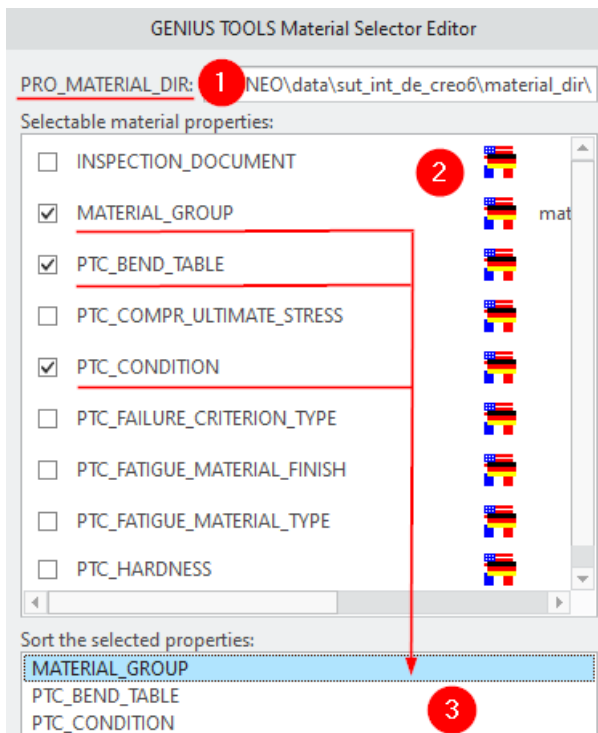 GENIUS TOOLS Material Selector Editor
PRO_MATERIAL_DIR: 1 NEO\data\sut_int_de_creo6\material_dir\
Selectable material properties:
INSPECTION_DOCUMENT
2
MATERIAL_GROUP mat
PTC_BEND_TABLE
PTC_COMPR_ULTIMATE_STRESS
PTC_CONDITION
PTC_FAILURE_CRITERION_TYPE
PTC_FATIGUE_MATERIAL_FINISH
PTC_FATIGUE_MATERIAL_TYPE
PTC_HARDNESS
Sort the selected properties:
MATERIAL_GROUP
PTC_BEND_TABLE
3
PTC_CONDITION